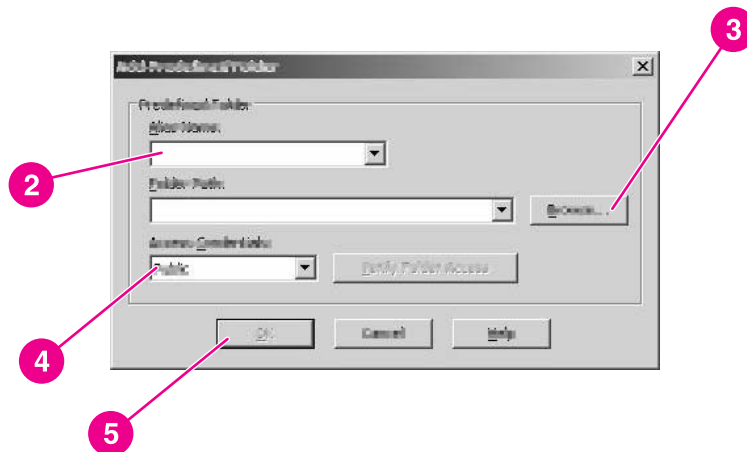 3
Add Predefined Folder
Predefined Folder
Alias Name:
2
Folder Path:
Browse...
Access Credentials:
Public
Verify Folder Access
4
OK
Cancel
Help
5